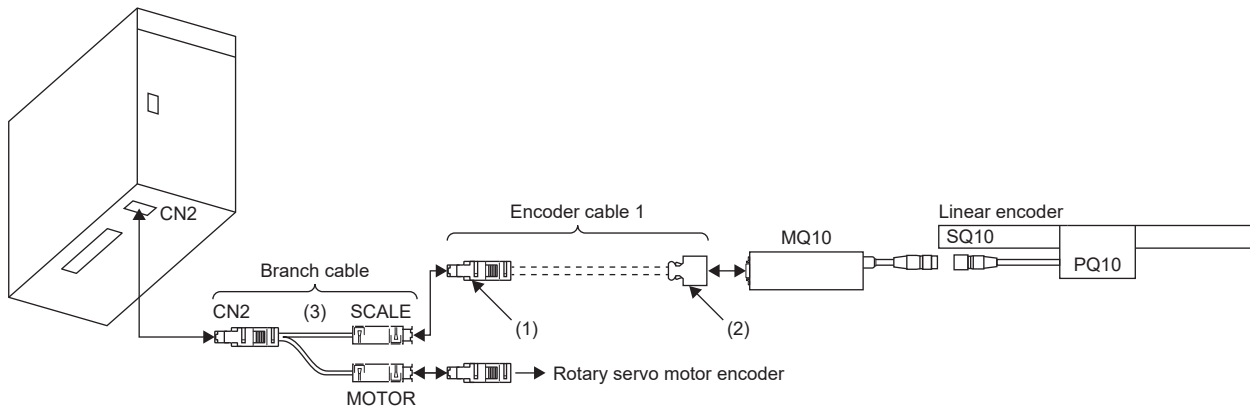 CN2
Encoder cable 1
Linear encoder
MQ10
SQ10
PQ10
Branch cable
CN2 (3) SCALE
(1)
(2)
MOTOR
Rotary servo motor encoder